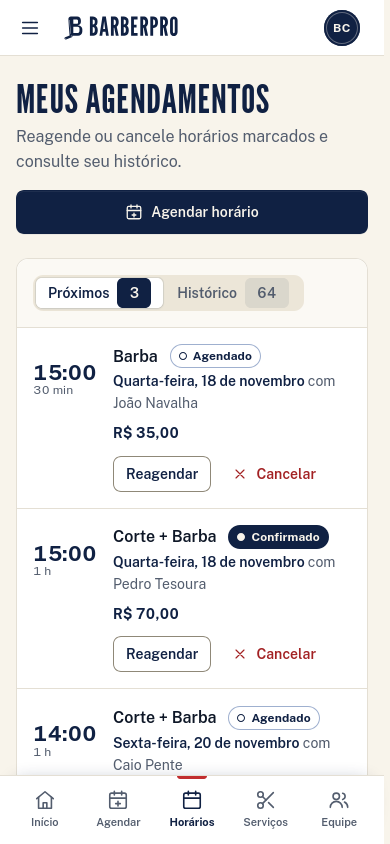 BARBERPRO
BC
MEUS AGENDAMENTOS
Reagende ou cancele horários marcados e
consulte seu histórico.
Agendar horário
Próximos 3 Histórico 64
15:00
30 min
Barba Agendado
Quarta-feira, 18 de novembro com
João Navalha
R$ 35,00
Reagendar Cancelar
15:00
1 h
Corte + Barba Confirmado
Quarta-feira, 18 de novembro com
Pedro Tesoura
R$ 70,00
Reagendar Cancelar
14:00
1 h
Corte + Barba Agendado
Sexta-feira, 20 de novembro com
Caio Pente
Início Agendar Horários Serviços Equipe